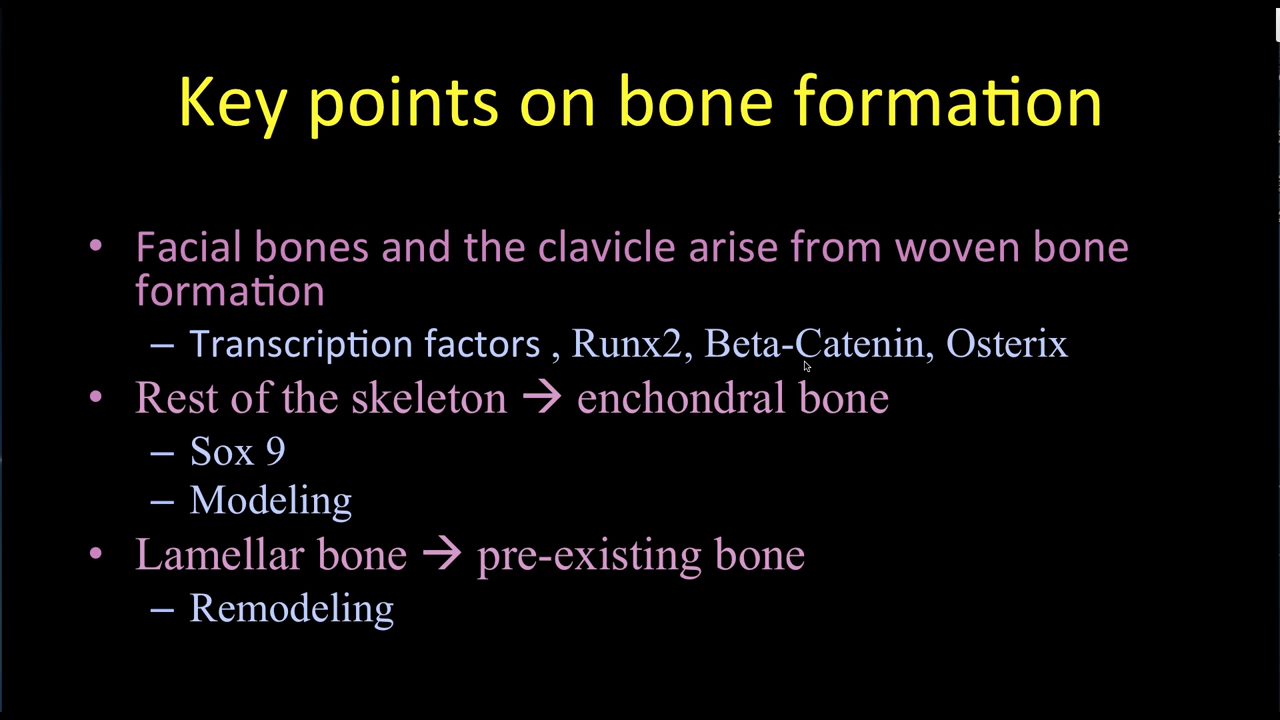 Key points on bone formation
• Facial bones and the clavicle arise from woven bone
formation
– Transcription factors , Runx2, Beta-Catenin, Osterix
• Rest of the skeleton → enchondral bone
– Sox 9
– Modeling
• Lamellar bone → pre-existing bone
– Remodeling